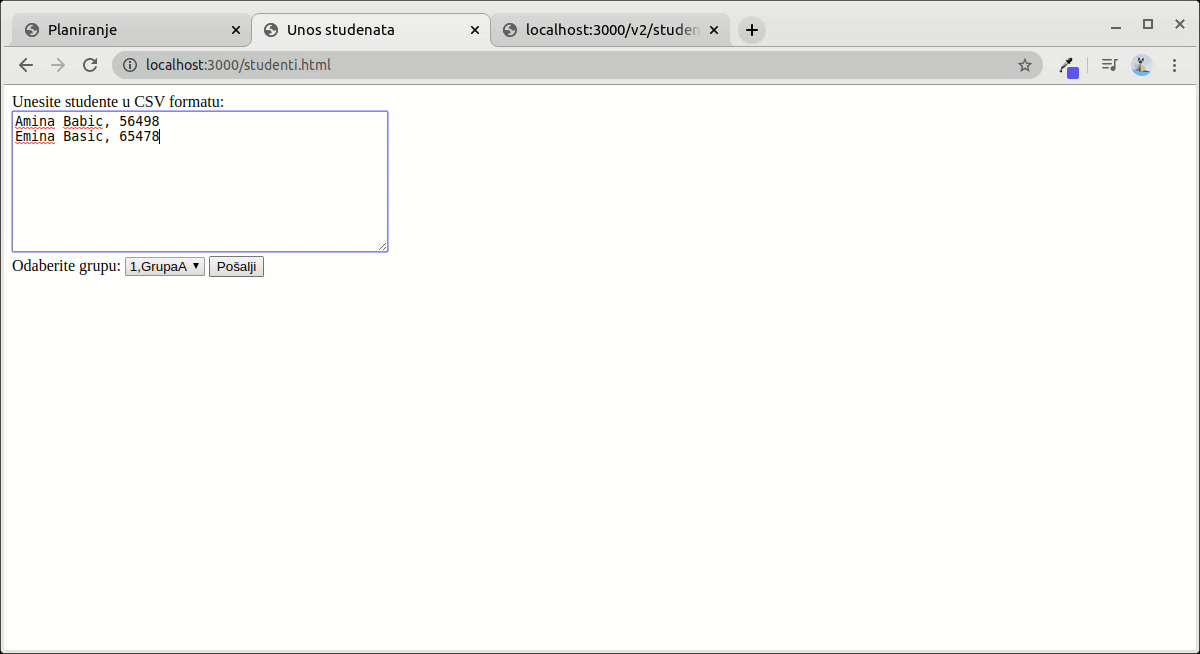 Planiranje
Unos studenata
localhost:3000/v2/studen
localhost:3000/studenti.html
Unesite studente u CSV formatu:
Amina Babic, 56498
Emina Basic, 65478
Odaberite grupu: 1,GrupaA Pošalji